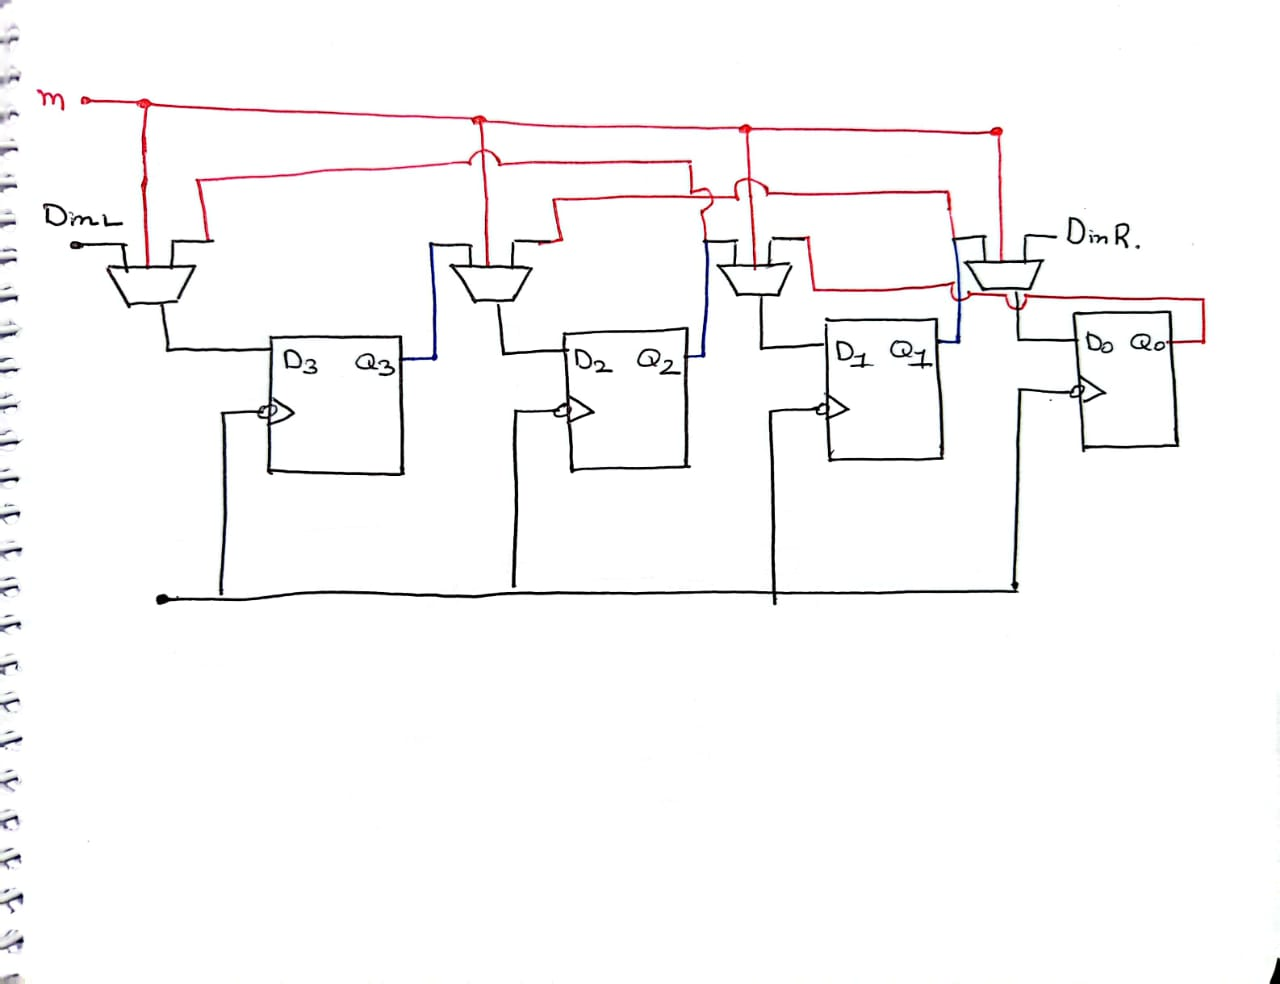 m
DinL
DinR.
D3 Q3
D2 Q2
D1 Q1
D0 Q0